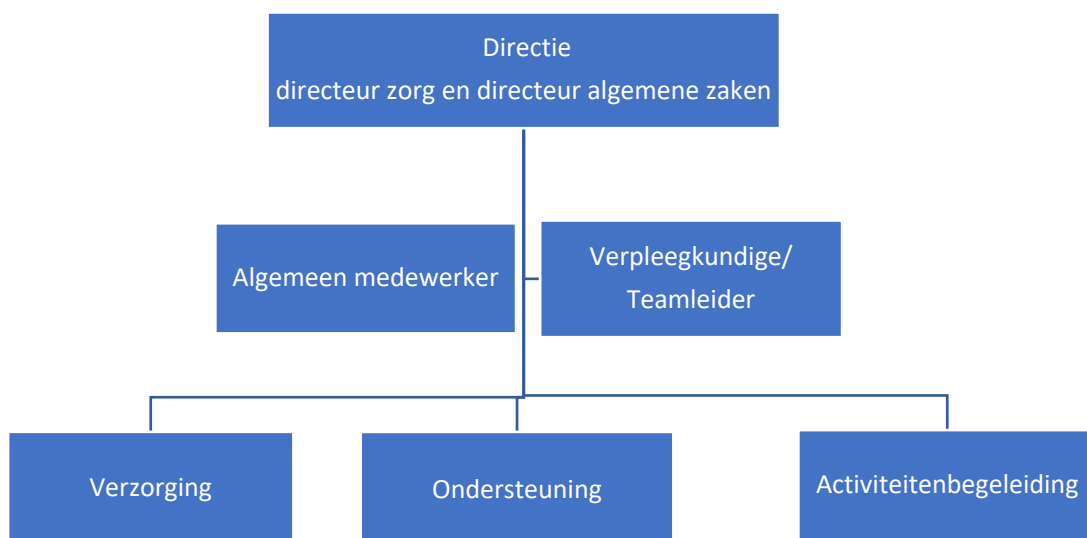 Directie
directeur zorg en directeur algemene zaken
Algemeen medewerker
Verpleegkundige/
Teamleider
Verzorging
Ondersteuning
Activiteitenbegeleiding